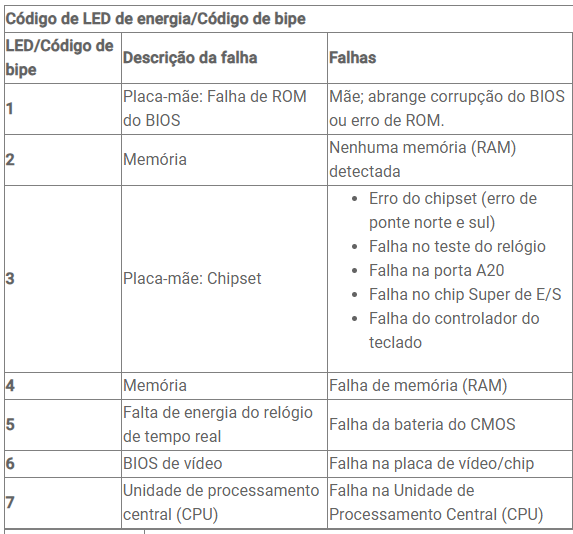 Código de LED de energia/Código de bipe
LED/Código de
bipe
Descrição da falha
Falhas
1
Placa-mãe: Falha de ROM
do BIOS
Mãe; abrange corrupção do BIOS
ou erro de ROM.
2
Memória
Nenhuma memória (RAM)
detectada
3
Placa-mãe: Chipset
• Erro do chipset (erro de
ponte norte e sul)
• Falha no teste do relógio
• Falha na porta A20
• Falha no chip Super de E/S
• Falha do controlador do
teclado
4
Memória
Falha de memória (RAM)
5
Falta de energia do relógio
de tempo real
Falha da bateria do CMOS
6
BIOS de vídeo
Falha na placa de vídeo/chip
7
Unidade de processamento
central (CPU)
Falha na Unidade de
Processamento Central (CPU)